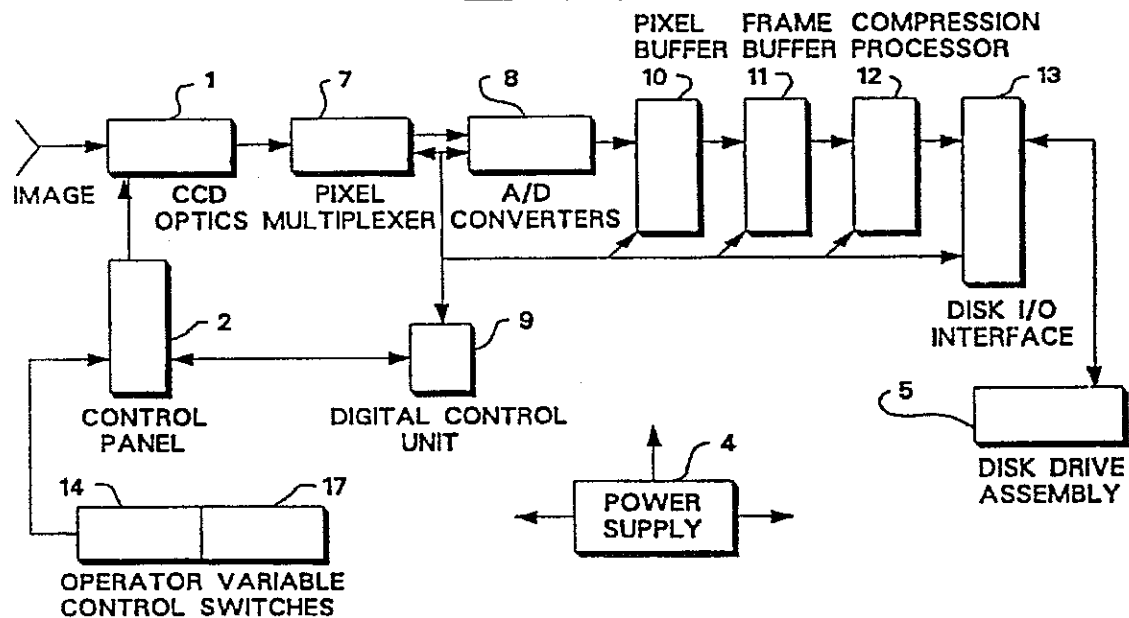 PIXEL BUFFER
FRAME BUFFER
COMPRESSION PROCESSOR
1
7
8
10
11
12
13
IMAGE
CCD OPTICS
PIXEL MULTIPLEXER
A/D CONVERTERS
2
9
DISK I/O
INTERFACE
CONTROL
PANEL
DIGITAL CONTROL
UNIT
5
4
DISK DRIVE
ASSEMBLY
14
17
POWER
SUPPLY
OPERATOR VARIABLE
CONTROL SWITCHES